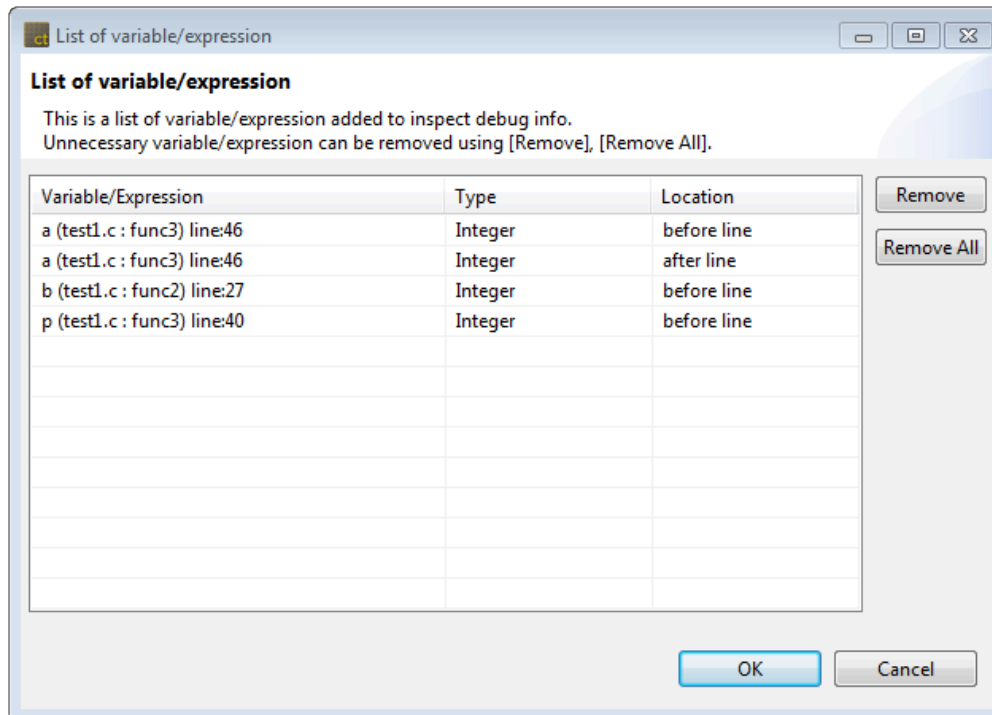 ct List of variable/expression
List of variable/expression
This is a list of variable/expression added to inspect debug info.
Unnecessary variable/expression can be removed using [Remove], [Remove All].
Variable/Expression Type Location
a (test1.c : func3) line:46 Integer before line
a (test1.c : func3) line:46 Integer after line
b (test1.c : func2) line:27 Integer before line
p (test1.c : func3) line:40 Integer before line
Remove
Remove All
OK Cancel